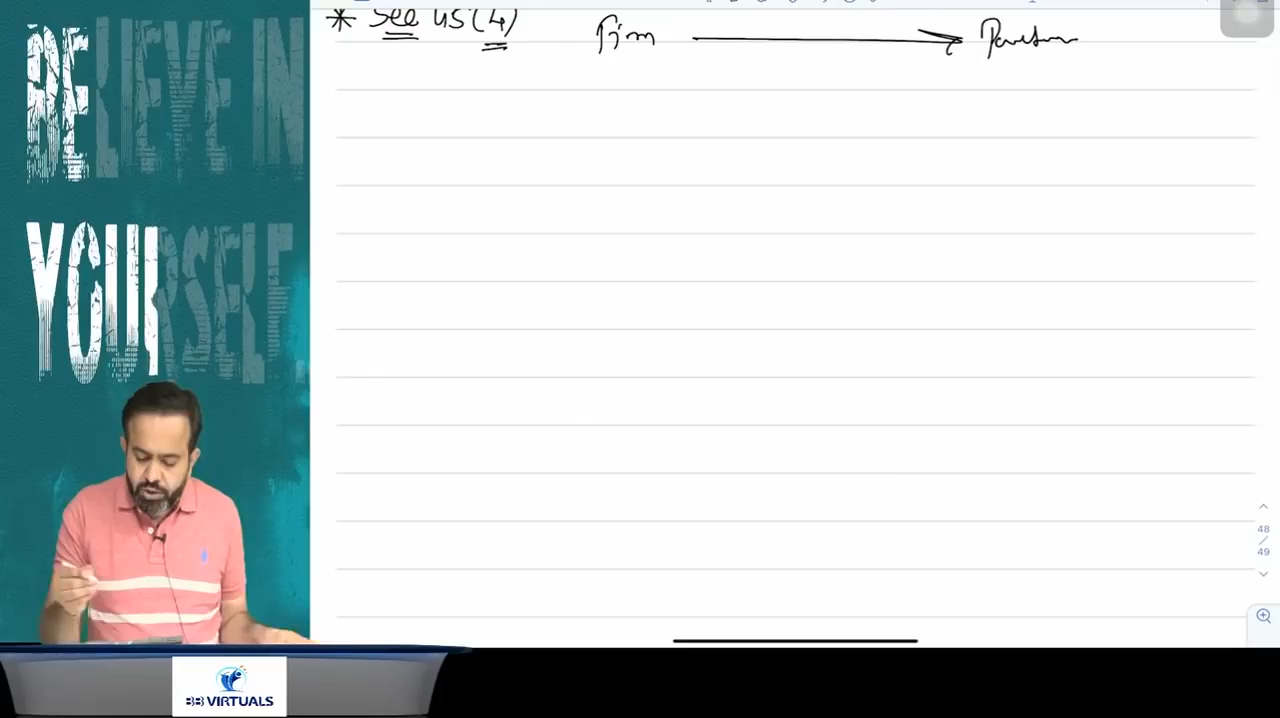 * See 45(4) Firm → Partner
BELIEVE IN
YOURSELF.
48
/
49
BB VIRTUALS